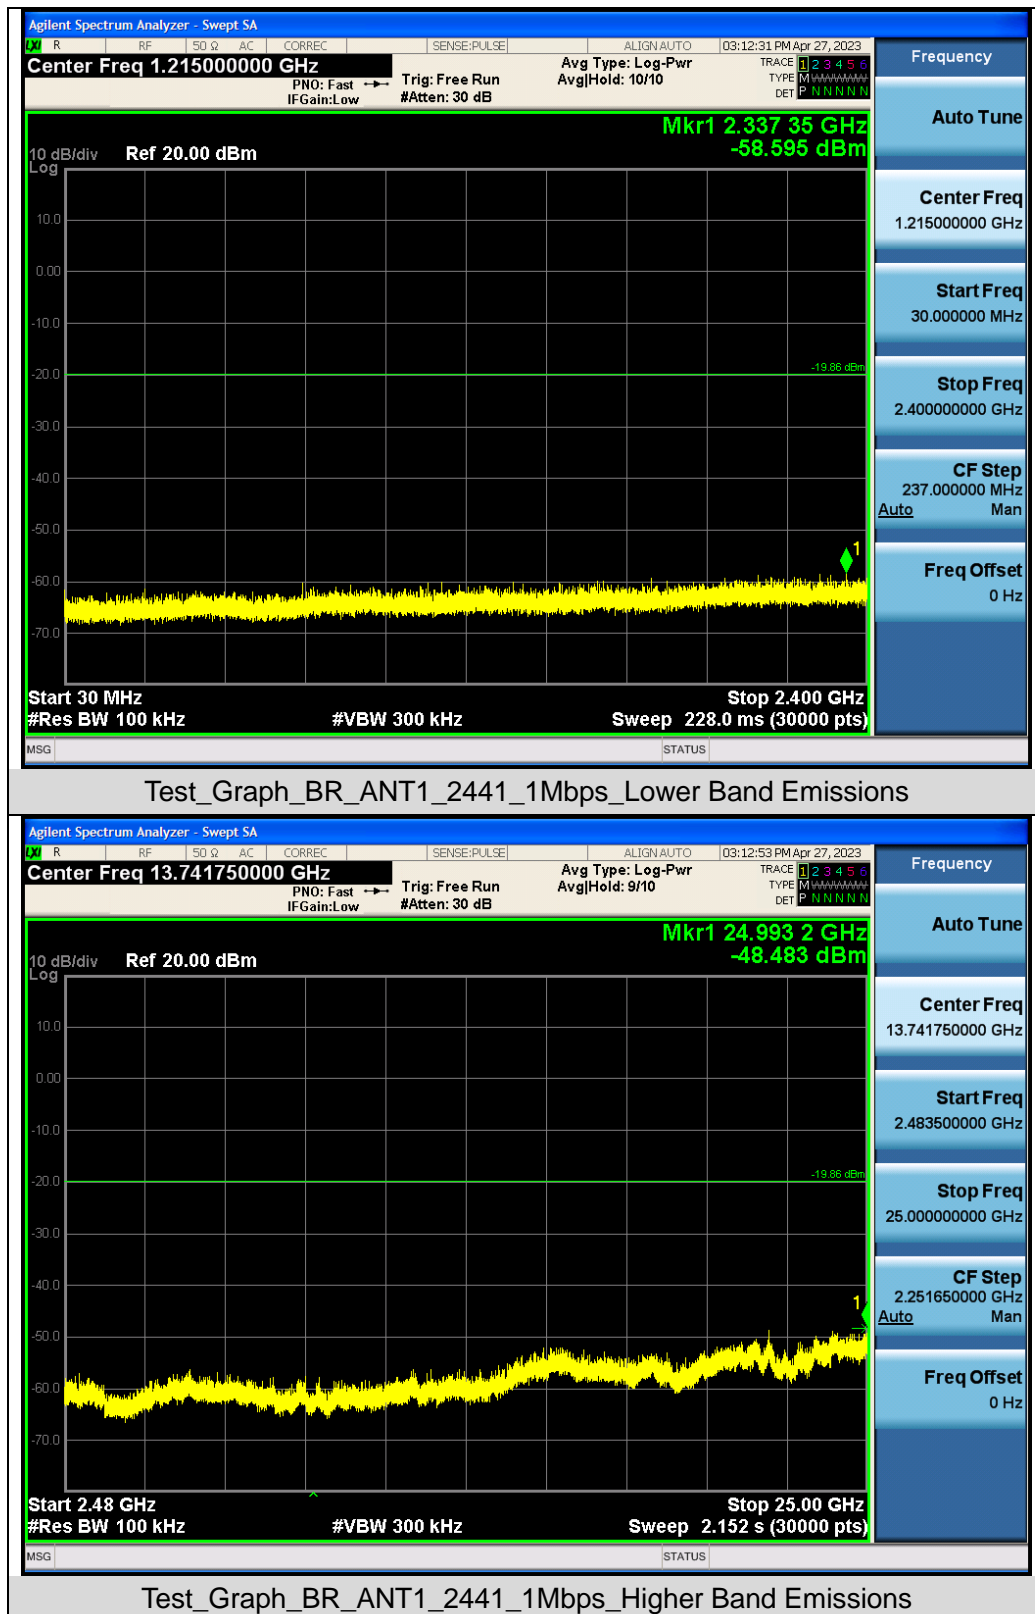 Agilent Spectrum Analyzer - Swept SA
LXI R RF 50 Ω AC CORREC SENSE:PULSE ALIGN AUTO 03:12:31 PM Apr 27, 2023
Center Freq 1.215000000 GHz
PNO: Fast
IFGain:Low
Trig: Free Run
#Atten: 30 dB
Avg Type: Log-Pwr
Avg|Hold: 10/10
TRACE 1 2 3 4 5 6
TYPE M WWWWW
DET P N N N N N
Mkr1 2.337 35 GHz
-58.595 dBm
10 dB/div Ref 20.00 dBm
Log
10.0
0.00
-10.0
-20.0
-19.86 dBm
-30.0
-40.0
-50.0
1
-60.0
-70.0
Start 30 MHz Stop 2.400 GHz
#Res BW 100 kHz #VBW 300 kHz Sweep 228.0 ms (30000 pts)
MSG STATUS
Frequency
Auto Tune
Center Freq
1.215000000 GHz
Start Freq
30.000000 MHz
Stop Freq
2.400000000 GHz
CF Step
237.000000 MHz
Auto Man
Freq Offset
0 Hz
Test_Graph_BR_ANT1_2441_1Mbps_Lower Band Emissions
Agilent Spectrum Analyzer - Swept SA
LXI R RF 50 Ω AC CORREC SENSE:PULSE ALIGN AUTO 03:12:53 PM Apr 27, 2023
Center Freq 13.741750000 GHz
PNO: Fast
IFGain:Low
Trig: Free Run
#Atten: 30 dB
Avg Type: Log-Pwr
Avg|Hold: 9/10
TRACE 1 2 3 4 5 6
TYPE M WWWWW
DET P N N N N N
Mkr1 24.993 2 GHz
-48.483 dBm
10 dB/div Ref 20.00 dBm
Log
10.0
0.00
-10.0
-20.0
-19.86 dBm
-30.0
-40.0
1
-50.0
-60.0
-70.0
Start 2.48 GHz Stop 25.00 GHz
#Res BW 100 kHz #VBW 300 kHz Sweep 2.152 s (30000 pts)
MSG STATUS
Frequency
Auto Tune
Center Freq
13.741750000 GHz
Start Freq
2.483500000 GHz
Stop Freq
25.000000000 GHz
CF Step
2.251650000 GHz
Auto Man
Freq Offset
0 Hz
Test_Graph_BR_ANT1_2441_1Mbps_Higher Band Emissions